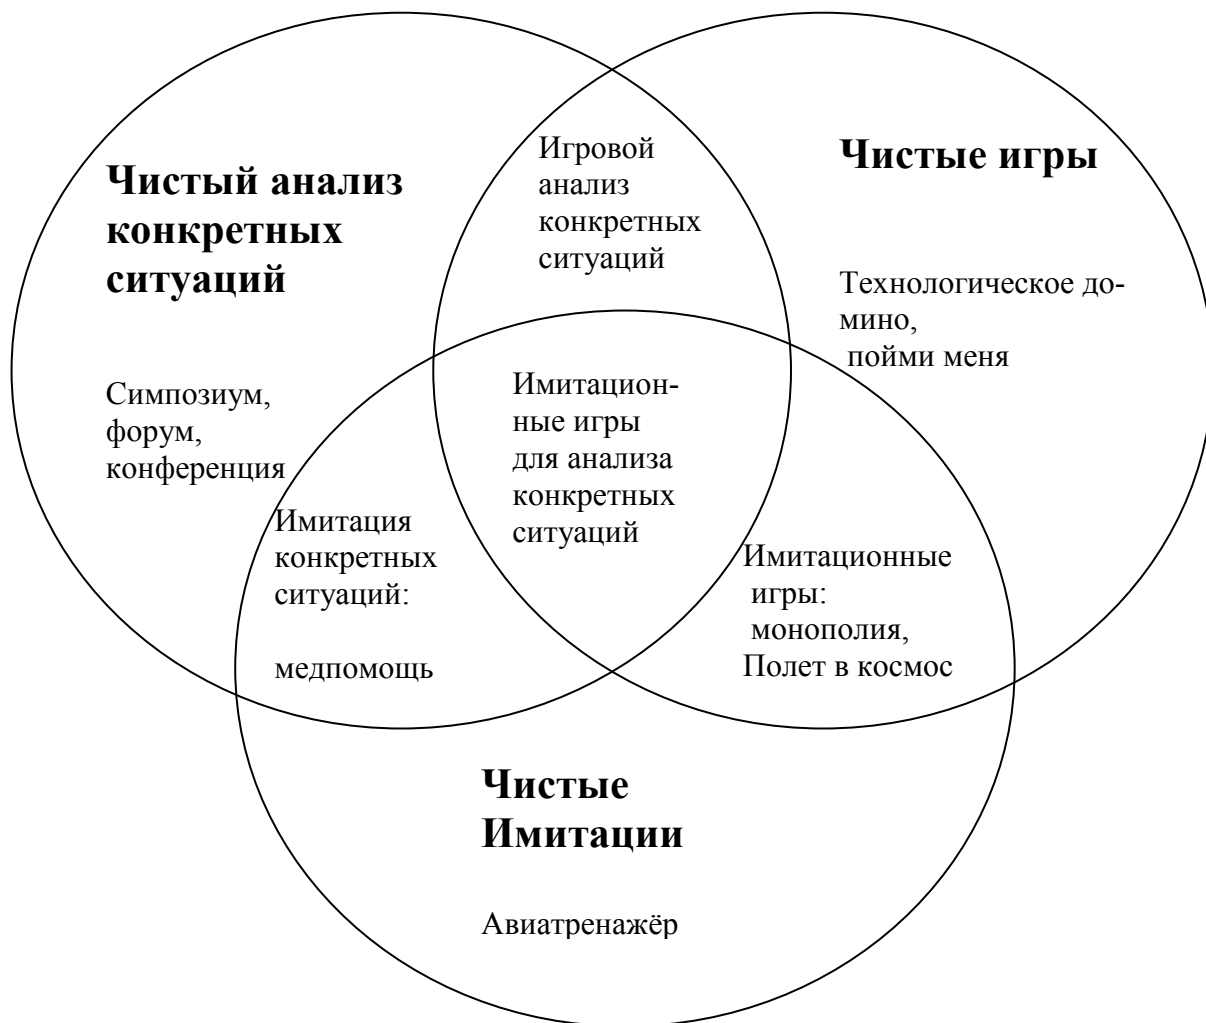 Чистый анализ
конкретных
ситуаций
Симпозиум,
форум,
конференция
Игровой
анализ
конкретных
ситуаций
Чистые игры
Технологическое до-
мино,
пойми меня
Имитацион-
ные игры
для анализа
конкретных
ситуаций
Имитация
конкретных
ситуаций:
медпомощь
Имитационные
игры:
монополия,
Полет в космос
Чистые
Имитации
Авиатренажёр